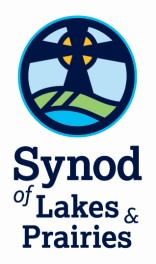 Synod
of Lakes &
Prairies